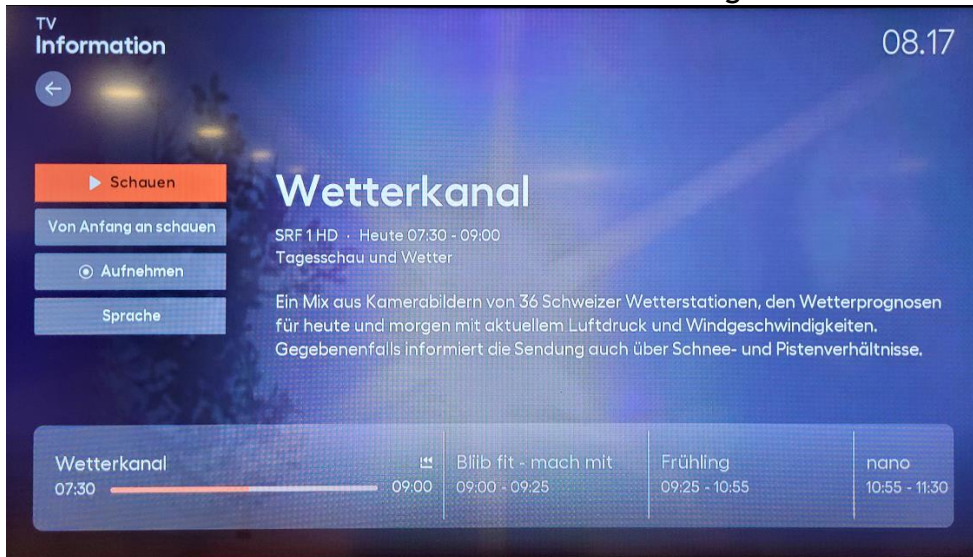 TV
Information
08.17
Schauen
Von Anfang an schauen
Aufnehmen
Sprache
Wetterkanal
SRF 1 HD · Heute 07:30 - 09:00
Tagesschau und Wetter
Ein Mix aus Kamerabildern von 36 Schweizer Wetterstationen, den Wetterprognosen
für heute und morgen mit aktuellem Luftdruck und Windgeschwindigkeiten.
Gegebenenfalls informiert die Sendung auch über Schnee- und Pistenverhältnisse.
Wetterkanal
07:30 09:00
Bliib fit - mach mit
09:00 - 09:25
Frühling
09:25 - 10:55
nano
10:55 - 11:30